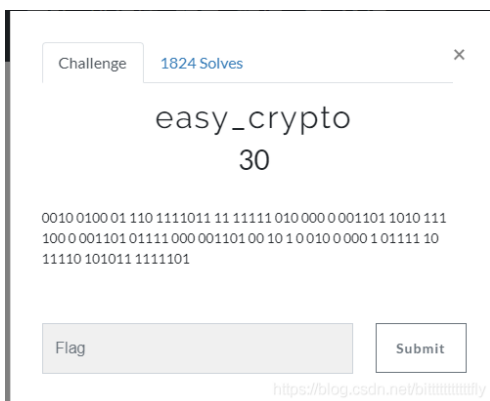 Challenge
1824 Solves
×
easy_crypto
30
0010 0100 01 110 1111011 11 11111 010 000 0 001101 1010 111
100 0 001101 01111 000 001101 00 10 1 0 010 0 000 1 01111 10
11110 101011 1111101
Flag
Submit
https://blog.csdn.net/bitttttttttttfly